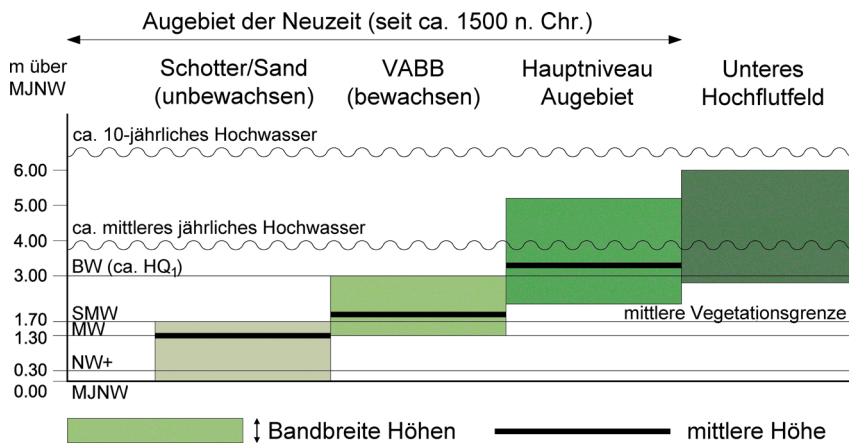 Augebiet der Neuzeit (seit ca. 1500 n. Chr.)
m über
MJNW
Schotter/Sand
(unbewachsen)
VABB
(bewachsen)
Hauptniveau
Augebiet
Unteres
Hochflutfeld
ca. 10-jährliches Hochwasser
6.00
5.00
ca. mittleres jährliches Hochwasser
4.00
BW (ca. HQ₁)
3.00
SMW
mittlere Vegetationsgrenze
1.70
MW
1.30
NW+
0.30
0.00
MJNW
Bandbreite Höhen
mittlere Höhe